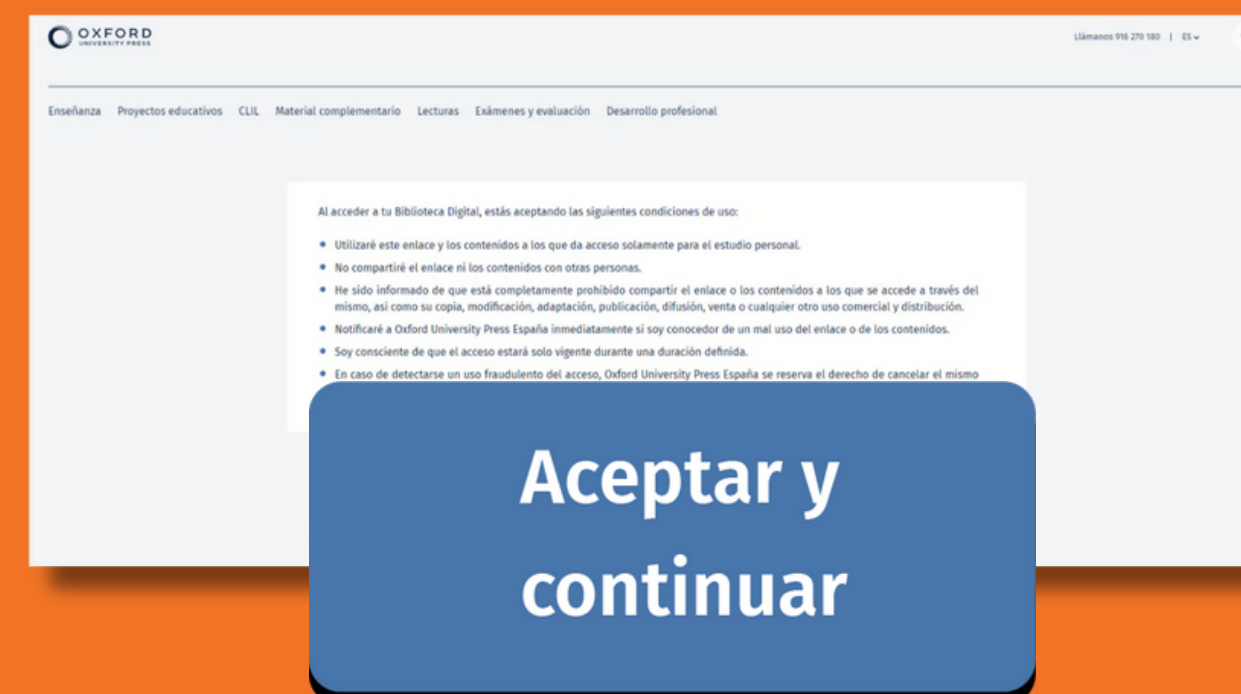 OXFORD
UNIVERSITY PRESS
Llámanos 916 270 180 | ES
Enseñanza Proyectos educativos CLIL Material complementario Lecturas Exámenes y evaluación Desarrollo profesional
Al acceder a tu Biblioteca Digital, estás aceptando las siguientes condiciones de uso:
• Utilizaré este enlace y los contenidos a los que da acceso solamente para el estudio personal.
• No compartiré el enlace ni los contenidos con otras personas.
• He sido informado de que está completamente prohibido compartir el enlace o los contenidos a los que se accede a través del
mismo, así como su copia, modificación, adaptación, publicación, difusión, venta o cualquier otro uso comercial y distribución.
• Notificaré a Oxford University Press España inmediatamente si soy conocedor de un mal uso del enlace o de los contenidos.
• Soy consciente de que el acceso estará solo vigente durante una duración definida.
• En caso de detectarse un uso fraudulento del acceso, Oxford University Press España se reserva el derecho de cancelar el mismo
Aceptar y
continuar